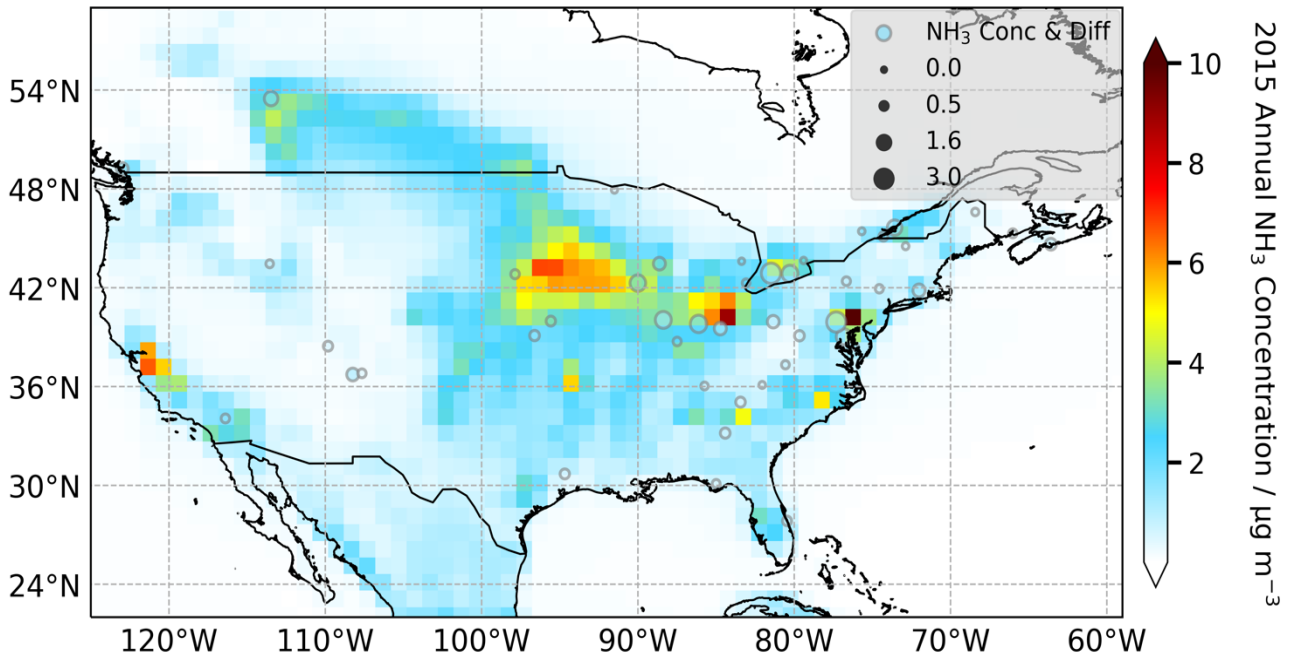 NH₃ Conc & Diff
0.0
0.5
1.6
3.0
54°N
48°N
42°N
36°N
30°N
24°N
120°W
110°W
100°W
90°W
80°W
70°W
60°W
10
8
6
4
2
2015 Annual NH₃ Concentration / μg m⁻³